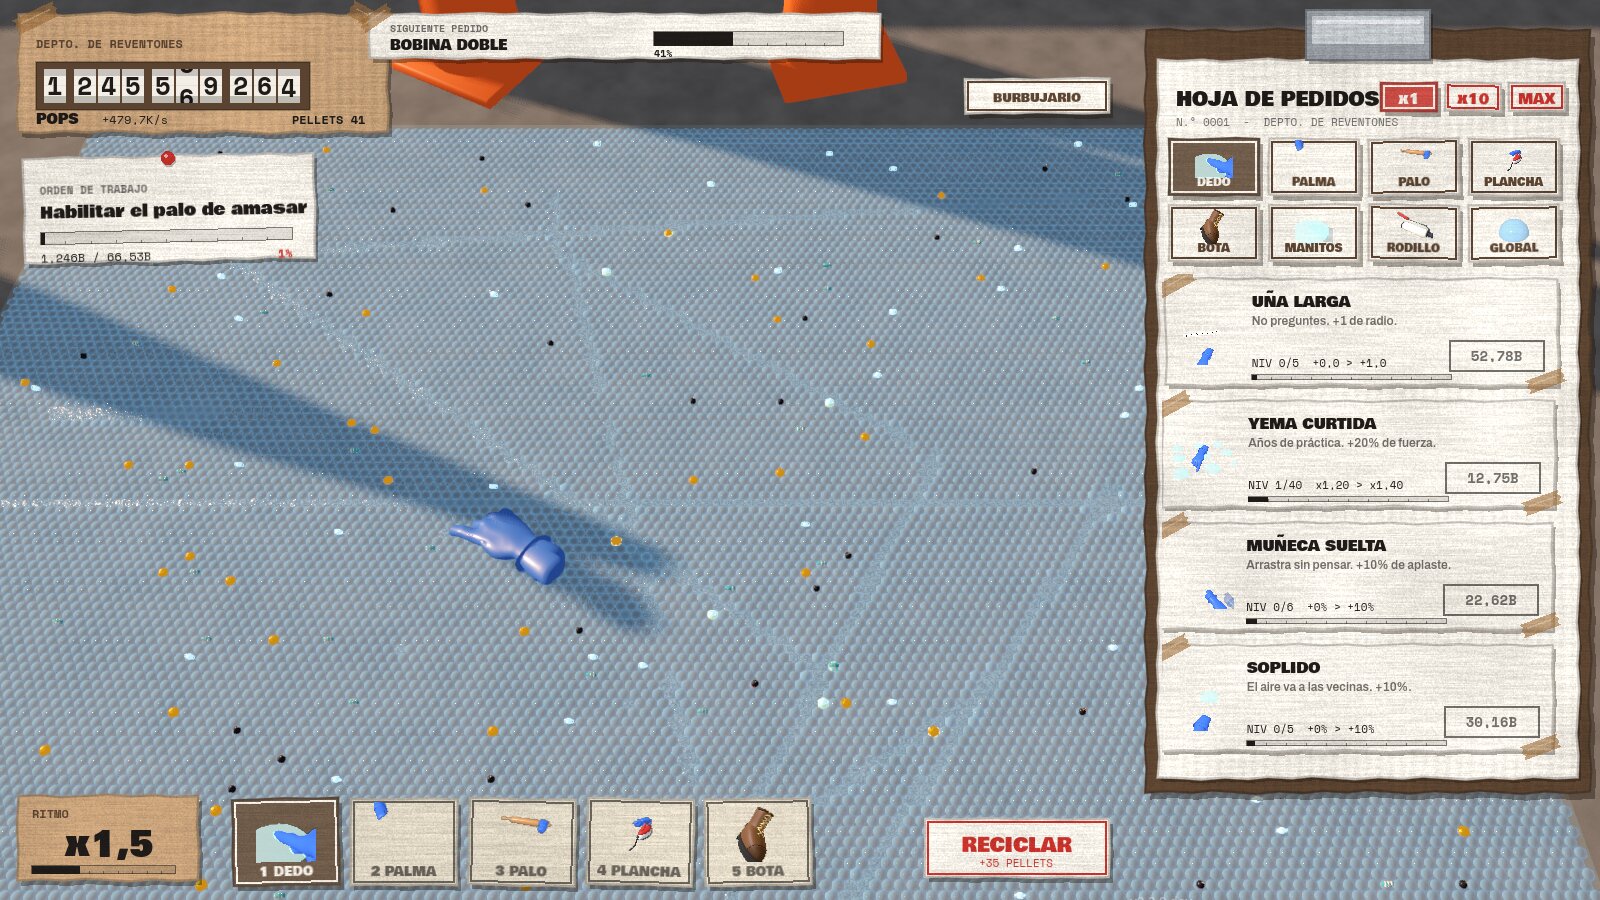 DEPTO. DE REVENTONES
POPS +479,7K/s PELLETS 41
SIGUIENTE PEDIDO
BOBINA DOBLE
41%
BURBUJARIO
ORDEN DE TRABAJO
Habilitar el palo de amasar
1,246B / 66,53B 1%
HOJA DE PEDIDOS x1 x10 MAX
N.° 0001 - DEPTO. DE REVENTONES
DEDO PALMA PALO PLANCHA
BOTA MANITOS RODILLO GLOBAL
UÑA LARGA
No preguntes. +1 de radio.
NIV 0/5 +0,0 > +1,0 52,78B
YEMA CURTIDA
Años de práctica. +20% de fuerza.
NIV 1/40 x1,20 > x1,40 12,75B
MUÑECA SUELTA
Arrastra sin pensar. +10% de aplaste.
NIV 0/6 +0% > +10% 22,62B
SOPLIDO
El aire va a las vecinas. +10%.
NIV 0/5 +0% > +10% 30,16B
RITMO
x1,5
1 DEDO 2 PALMA 3 PALO 4 PLANCHA 5 BOTA
RECICLAR
+35 PELLETS